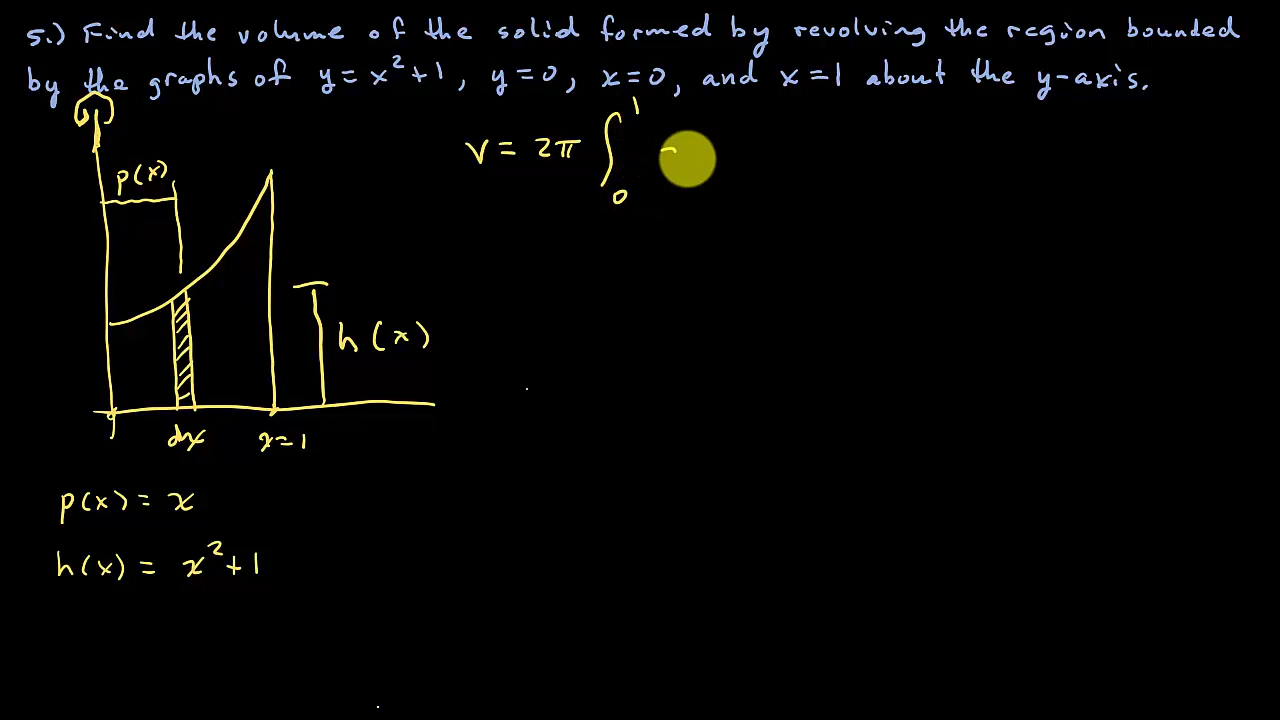 5.) Find the volume of the solid formed by revolving the region bounded
by the graphs of y = x² + 1, y = 0, x = 0, and x = 1 about the y-axis.
V = 2π ∫₀¹
p(x)
h(x)
dx
x = 1
p(x) = x
h(x) = x² + 1